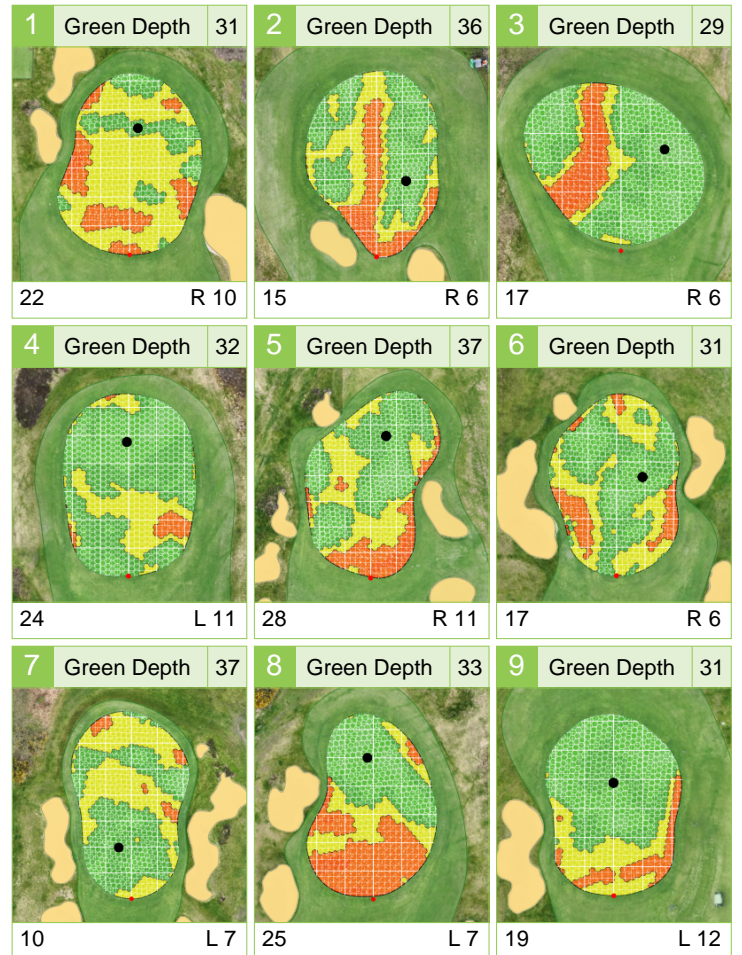 1 Green Depth 31
22 R 10
2 Green Depth 36
15 R 6
3 Green Depth 29
17 R 6
4 Green Depth 32
24 L 11
5 Green Depth 37
28 R 11
6 Green Depth 31
17 R 6
7 Green Depth 37
10 L 7
8 Green Depth 33
25 L 7
9 Green Depth 31
19 L 12